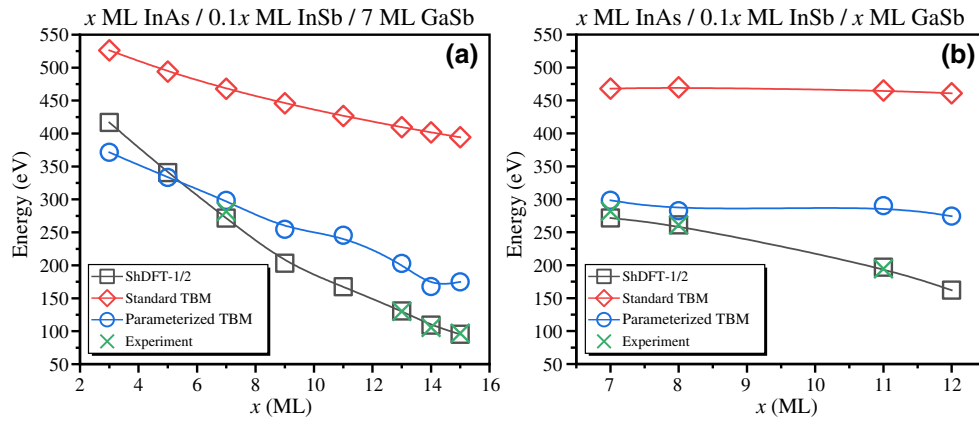 x ML InAs / 0.1x ML InSb / 7 ML GaSb
(a)
Energy (eV)
550
500
450
400
350
300
250
200
150
100
50
ShDFT-1/2
Standard TBM
Parameterized TBM
Experiment
2 4 6 8 10 12 14 16
x (ML)
x ML InAs / 0.1x ML InSb / x ML GaSb
(b)
Energy (eV)
550
500
450
400
350
300
250
200
150
100
50
ShDFT-1/2
Standard TBM
Parameterized TBM
Experiment
7 8 9 10 11 12
x (ML)